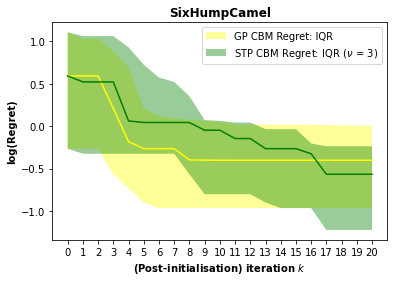 SixHumpCamel
GP CBM Regret: IQR
STP CBM Regret: IQR (ν = 3)
log(Regret)
1.0
0.5
0.0
−0.5
−1.0
0 1 2 3 4 5 6 7 8 9 10 11 12 13 14 15 16 17 18 19 20
(Post-initialisation) iteration k